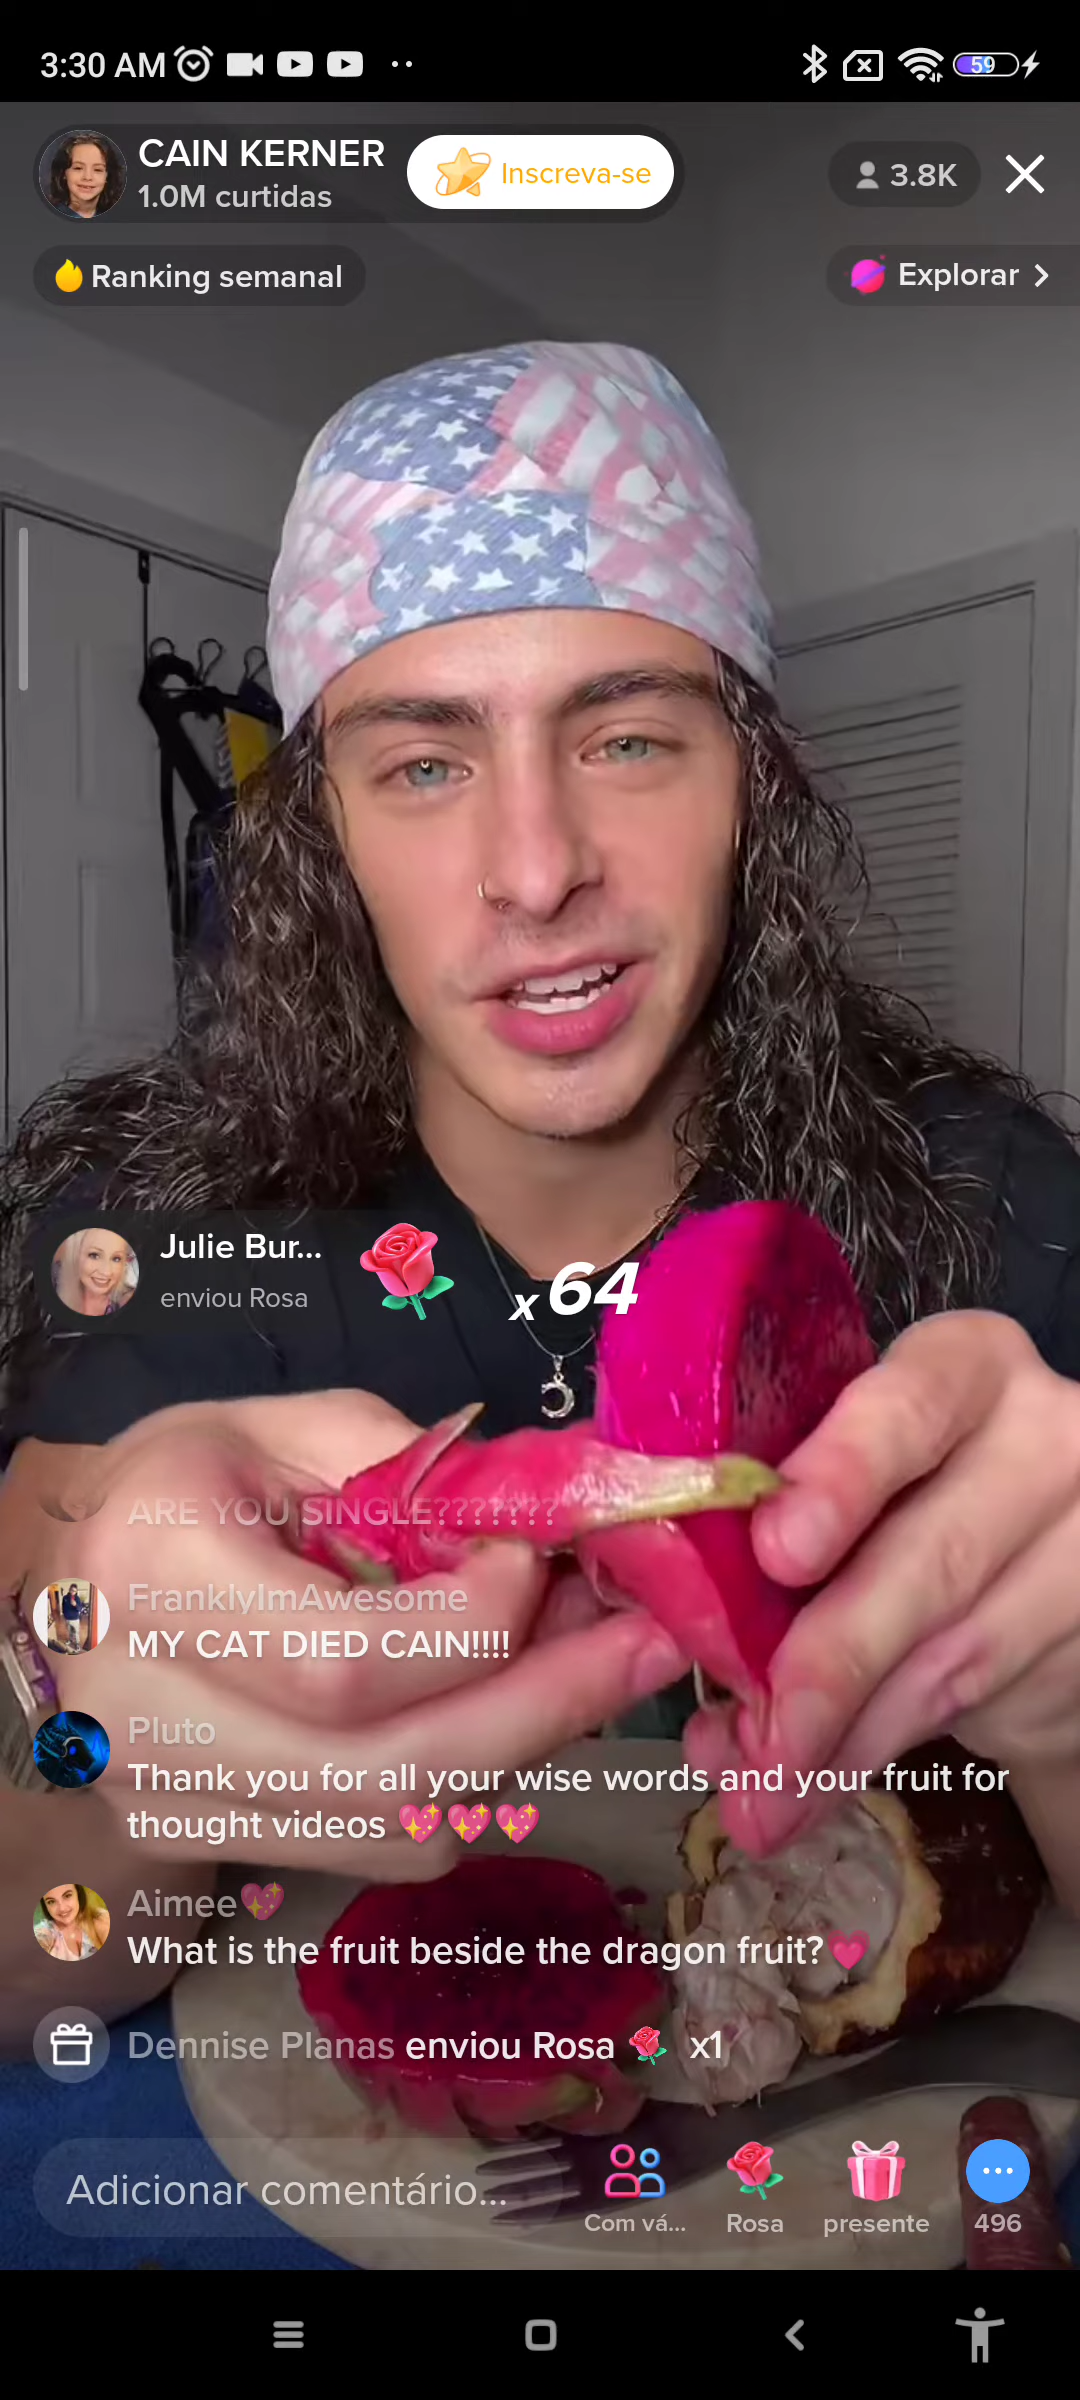 3:30 AM
59
CAIN KERNER
1.0M curtidas
Inscreva-se
3.8K
Ranking semanal
Explorar
Julie Bur...
enviou Rosa
x 64
ARE YOU SINGLE???????
FranklyImAwesome
MY CAT DIED CAIN!!!!
Pluto
Thank you for all your wise words and your fruit for
thought videos 💖💖💖
Aimee💖
What is the fruit beside the dragon fruit?💗
Dennise Planas enviou Rosa 🌹 x1
Adicionar comentário...
Com vá...
Rosa
presente
496